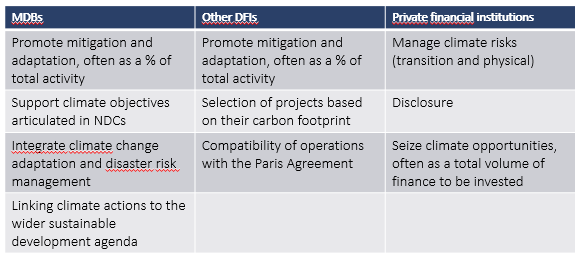 MDBs
Other DFIs
Private financial institutions
Promote mitigation and
adaptation, often as a % of
total activity
Promote mitigation and
adaptation, often as a % of
total activity
Manage climate risks
(transition and physical)
Support climate objectives
articulated in NDCs
Selection of projects based
on their carbon footprint
Disclosure
Integrate climate change
adaptation and disaster risk
management
Compatibility of operations
with the Paris Agreement
Seize climate opportunities,
often as a total volume of
finance to be invested
Linking climate actions to the
wider sustainable
development agenda